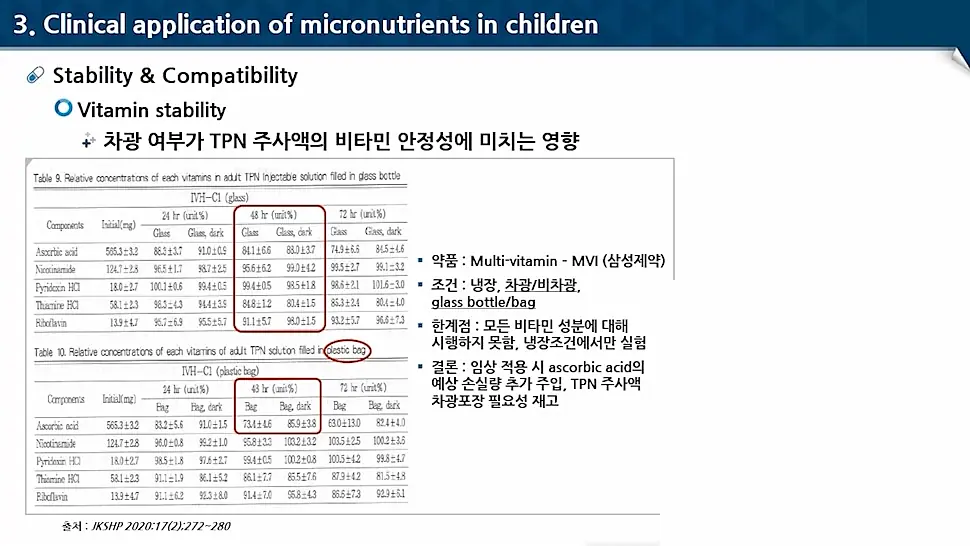 3. Clinical application of micronutrients in children
Stability & Compatibility
Vitamin stability
차광 여부가 TPN 주사액의 비타민 안정성에 미치는 영향
Table 9. Relative concentrations of each vitamins in adult TPN Injectable solution filled in glass bottle
IVH-C1 (glass)
Components Initial(mg) 24 hr (unit%) 48 hr (unit%) 72 hr (unit%)
Glass Glass, dark Glass Glass, dark Glass Glass, dark
Ascorbic acid 565.3±3.2 88.3±3.7 91.0±0.9 84.1±6.6 88.0±3.7 74.9±6.6 84.5±4.6
Nicotinamide 124.7±2.8 96.5±1.7 98.7±2.5 95.6±6.2 99.0±4.2 99.5±2.7 99.1±3.2
Pyridoxin HCl 18.0±2.7 100.1±0.6 99.4±0.5 99.4±0.5 98.5±1.8 98.6±2.1 101.6±3.0
Thiamine HCl 58.1±2.3 98.3±4.3 94.4±3.9 84.8±1.2 80.4±1.5 85.3±2.4 80.4±4.0
Riboflavin 13.9±4.7 95.7±6.9 95.5±5.7 91.1±5.7 98.0±1.5 93.2±5.7 96.6±7.3
Table 10. Relative concentrations of each vitamins of adult TPN solution filled in plastic bag
IVH-C1 (plastic bag)
Components Initial(mg) 24 hr (unit%) 48 hr (unit%) 72 hr (unit%)
Bag Bag, dark Bag Bag, dark Bag Bag, dark
Ascorbic acid 565.3±3.2 83.2±5.6 91.0±1.5 73.4±4.6 85.9±3.8 63.0±13.0 82.4±4.0
Nicotinamide 124.7±2.8 96.0±0.8 99.2±1.0 95.8±3.3 103.2±3.2 103.5±2.5 100.2±3.6
Pyridoxin HCl 18.0±2.7 98.5±1.8 97.6±2.7 99.4±0.5 100.2±0.8 100.5±4.2 99.8±4.7
Thiamine HCl 58.1±2.3 91.1±1.9 86.1±5.2 86.1±7.7 85.5±7.6 87.9±4.2 81.5±4.8
Riboflavin 13.9±4.7 91.1±6.2 92.3±8.0 91.4±7.0 95.8±4.3 86.6±7.3 92.9±6.1
약품 : Multi-vitamin - MVI (삼성제약)
조건 : 냉장, 차광/비차광,
glass bottle/bag
한계점 : 모든 비타민 성분에 대해
시행하지 못함, 냉장조건에서만 실험
결론 : 임상 적용 시 ascorbic acid의
예상 손실량 추가 주입, TPN 주사액
차광포장 필요성 재고
출처 : JKSHP 2020:17(2);272-280